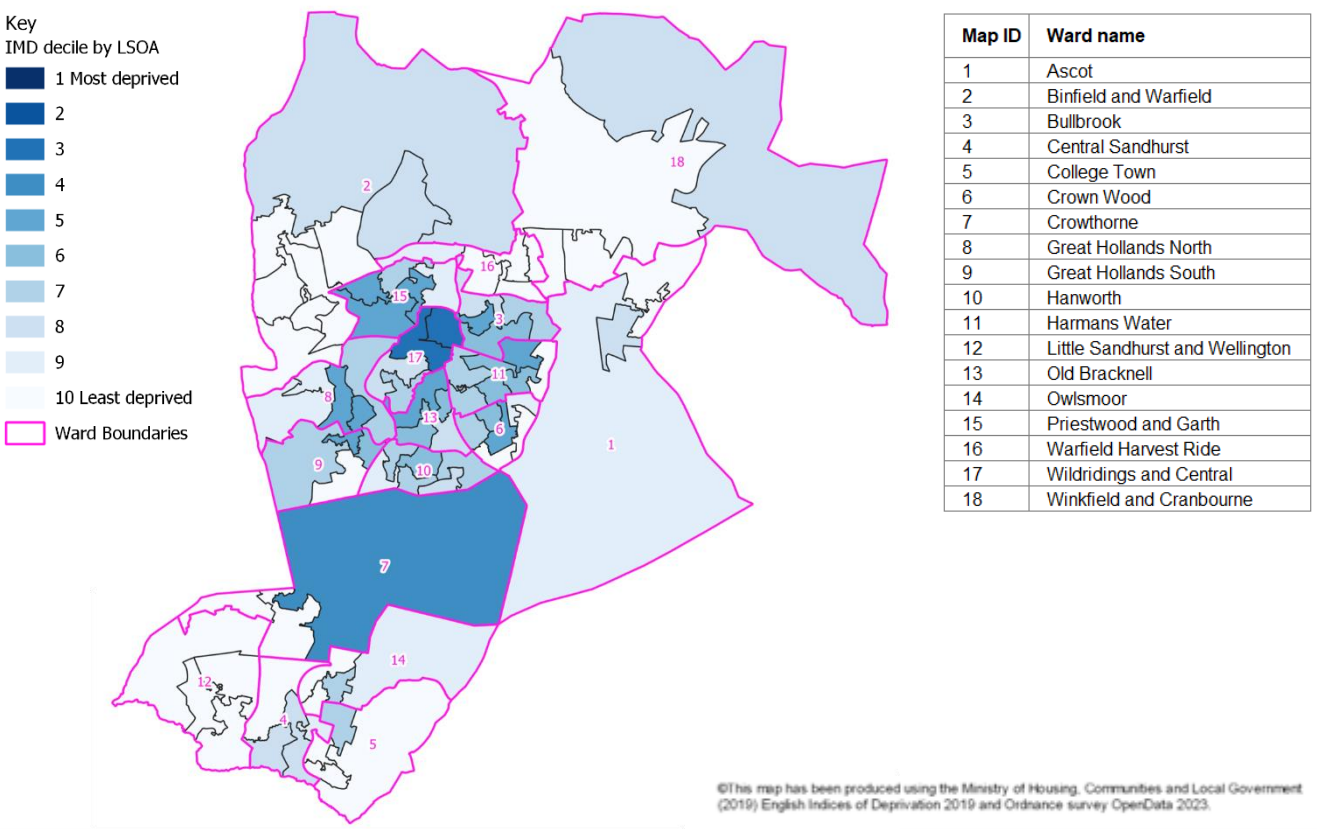 Key
IMD decile by LSOA
1 Most deprived
2
3
4
5
6
7
8
9
10 Least deprived
Ward Boundaries
18
2
16
15
3
17
11
8
13
6
1
9
10
7
14
12
4
5
Map ID Ward name
1 Ascot
2 Binfield and Warfield
3 Bullbrook
4 Central Sandhurst
5 College Town
6 Crown Wood
7 Crowthorne
8 Great Hollands North
9 Great Hollands South
10 Hanworth
11 Harmans Water
12 Little Sandhurst and Wellington
13 Old Bracknell
14 Owlsmoor
15 Priestwood and Garth
16 Warfield Harvest Ride
17 Wildridings and Central
18 Winkfield and Cranbourne
©This map has been produced using the Ministry of Housing, Communities and Local Government
(2019) English Indices of Deprivation 2019 and Ordnance survey OpenData 2023.